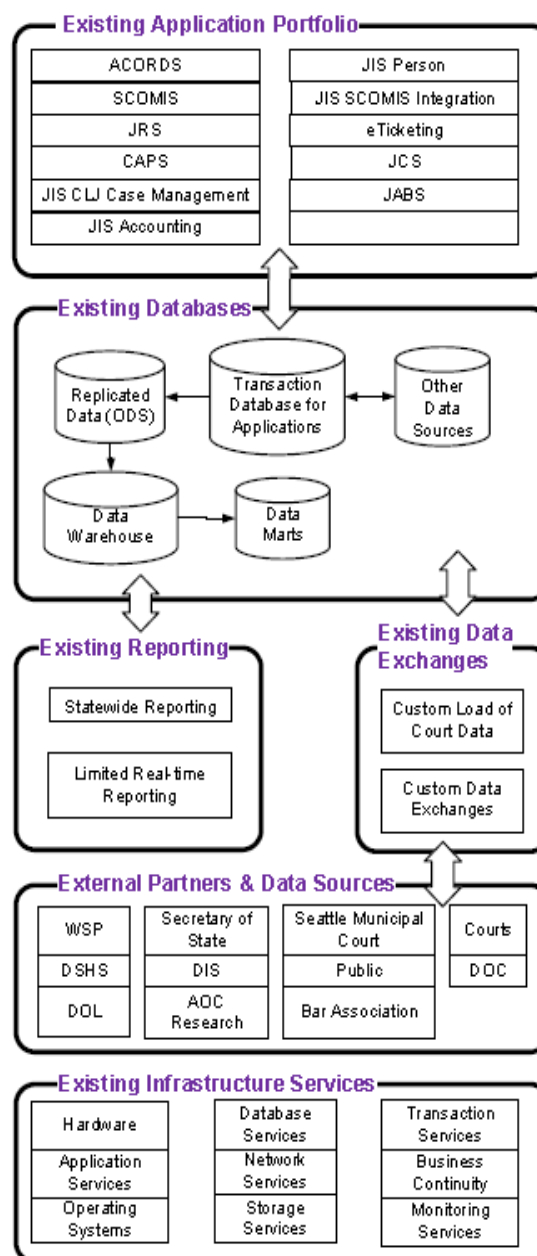 Existing Application Portfolio
ACORDS
SCOMIS
JRS
CAPS
JIS CLJ Case Management
JIS Accounting
JIS Person
JIS SCOMIS Integration
eTicketing
JCS
JABS
Existing Databases
Replicated
Data (ODS)
Transaction
Database for
Applications
Other
Data
Sources
Data
Warehouse
Data
Marts
Existing Reporting
Statewide Reporting
Limited Real-time
Reporting
Existing Data
Exchanges
Custom Load of
Court Data
Custom Data
Exchanges
External Partners & Data Sources
WSP
DSHS
DOL
Secretary of
State
DIS
AOC
Research
Seattle Municipal
Court
Public
Bar Association
Courts
DOC
Existing Infrastructure Services
Hardware
Application
Services
Operating
Systems
Database
Services
Network
Services
Storage
Services
Transaction
Services
Business
Continuity
Monitoring
Services